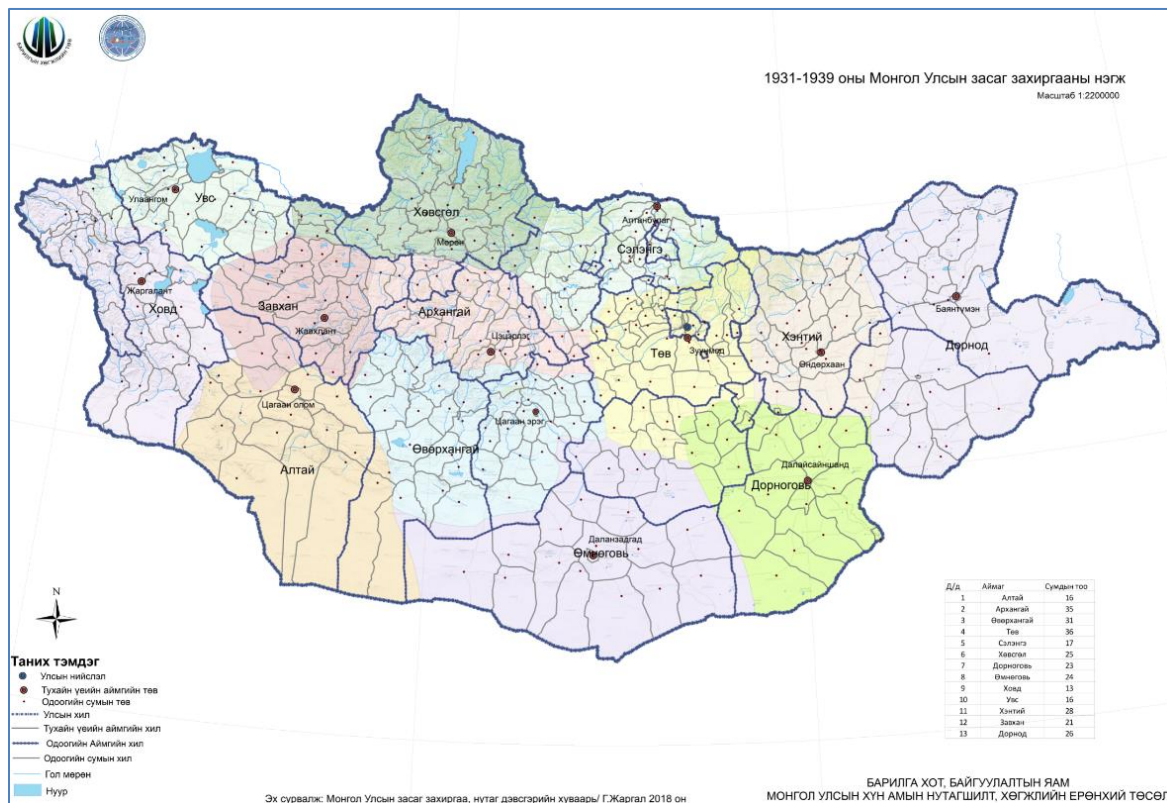 БАРИЛГЫН ХӨГЖЛИЙН ТӨВ
1931-1939 оны Монгол Улсын засаг захиргааны нэгж
Масштаб 1:2200000
Улаангом
Увс
Хөвсгөл
Мөрөн
Алтанбулаг
Сэлэнгэ
Жаргалант
Ховд
Завхан
Жавхлант
Архангай
Цэцэрлэг
Төв
Зуунмод
Хэнтий
Өндөрхаан
Баянтүмэн
Дорнод
Цагаан олом
Алтай
Цагаан эрэг
Өвөрхангай
Далайсайншанд
Дорноговь
Даланзадгад
Өмнөговь
N
Таних тэмдэг
Улсын нийслэл
Тухайн үеийн аймгийн төв
Одоогийн сумын төв
Улсын хил
Тухайн үеийн аймгийн хил
Одоогийн Аймгийн хил
Одоогийн сумын хил
Гол мөрөн
Нуур
Д/д Аймаг Сумдын тоо
1 Алтай 16
2 Архангай 35
3 Өвөрхангай 31
4 Төв 36
5 Сэлэнгэ 17
6 Хөвсгөл 25
7 Дорноговь 23
8 Өмнөговь 24
9 Ховд 13
10 Увс 16
11 Хэнтий 28
12 Завхан 21
13 Дорнод 26
Эх сурвалж: Монгол Улсын засаг захиргаа, нутаг дэвсгэрийн хуваарь/ Г.Жаргал 2018 он
БАРИЛГА ХОТ, БАЙГУУЛАЛТЫН ЯАМ
МОНГОЛ УЛСЫН ХҮН АМЫН НУТАГШИЛТ, ХӨГЖЛИЙН ЕРӨНХИЙ ТӨСӨЛ